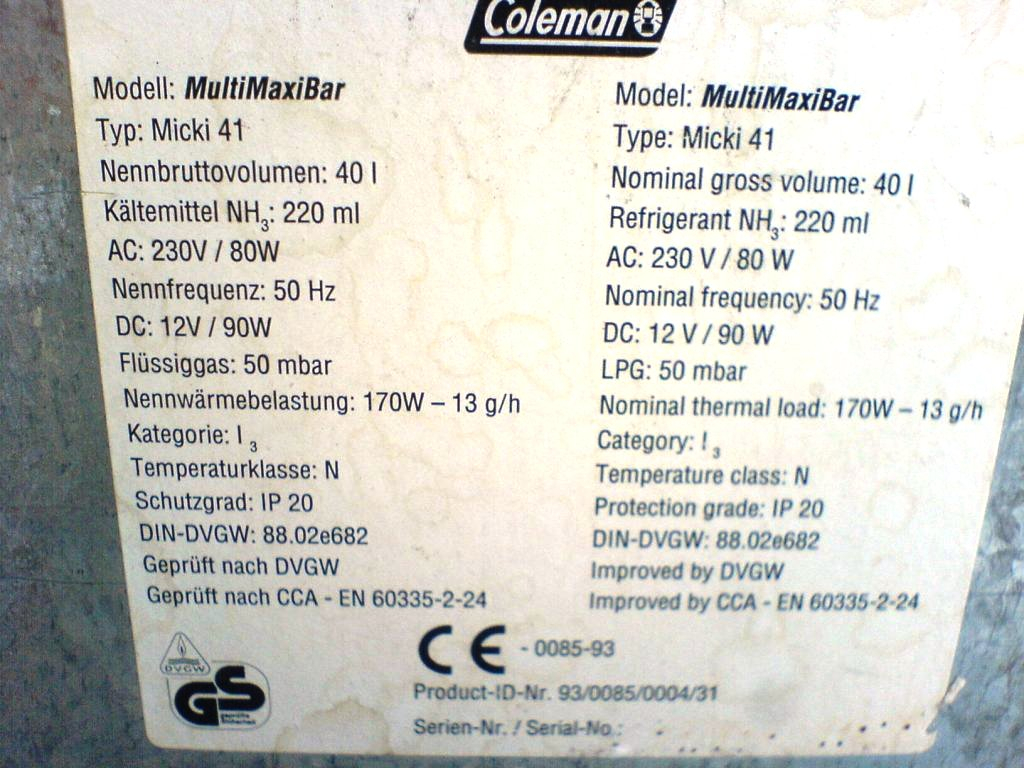 Coleman
Modell: MultiMaxiBar
Typ: Micki 41
Nennbruttovolumen: 40 l
Kältemittel NH₃: 220 ml
AC: 230V / 80W
Nennfrequenz: 50 Hz
DC: 12V / 90W
Flüssiggas: 50 mbar
Nennwärmebelastung: 170W – 13 g/h
Kategorie: I ₃
Temperaturklasse: N
Schutzgrad: IP 20
DIN-DVGW: 88.02e682
Geprüft nach DVGW
Geprüft nach CCA - EN 60335-2-24
Model: MultiMaxiBar
Type: Micki 41
Nominal gross volume: 40 l
Refrigerant NH₃: 220 ml
AC: 230 V / 80 W
Nominal frequency: 50 Hz
DC: 12 V / 90 W
LPG: 50 mbar
Nominal thermal load: 170W – 13 g/h
Category: I ₃
Temperature class: N
Protection grade: IP 20
DIN-DVGW: 88.02e682
Improved by DVGW
Improved by CCA - EN 60335-2-24
DVGW
GS
geprüfte
Sicherheit
CE - 0085-93
Product-ID-Nr. 93/0085/0004/31
Serien-Nr. / Serial-No.: